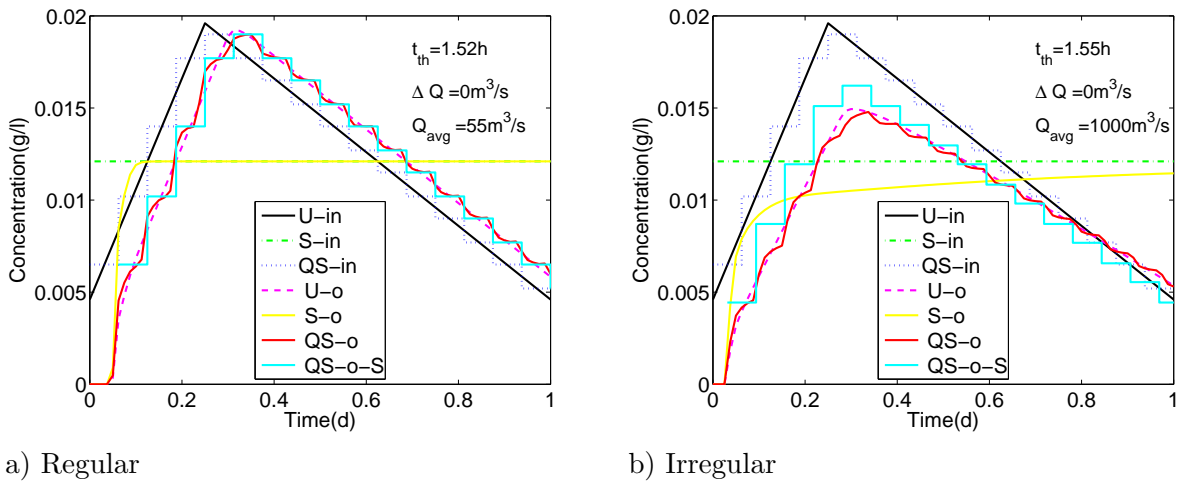 0.02
0.015
0.01
0.005
0
Concentration(g/l)
t_th=1.52h
Δ Q =0m^3/s
Q_avg =55m^3/s
U−in
S−in
QS−in
U−o
S−o
QS−o
QS−o−S
0 0.2 0.4 0.6 0.8 1
Time(d)
a) Regular
0.02
0.015
0.01
0.005
0
Concentration(g/l)
t_th=1.55h
Δ Q =0m^3/s
Q_avg =1000m^3/s
U−in
S−in
QS−in
U−o
S−o
QS−o
QS−o−S
0 0.2 0.4 0.6 0.8 1
Time(d)
b) Irregular